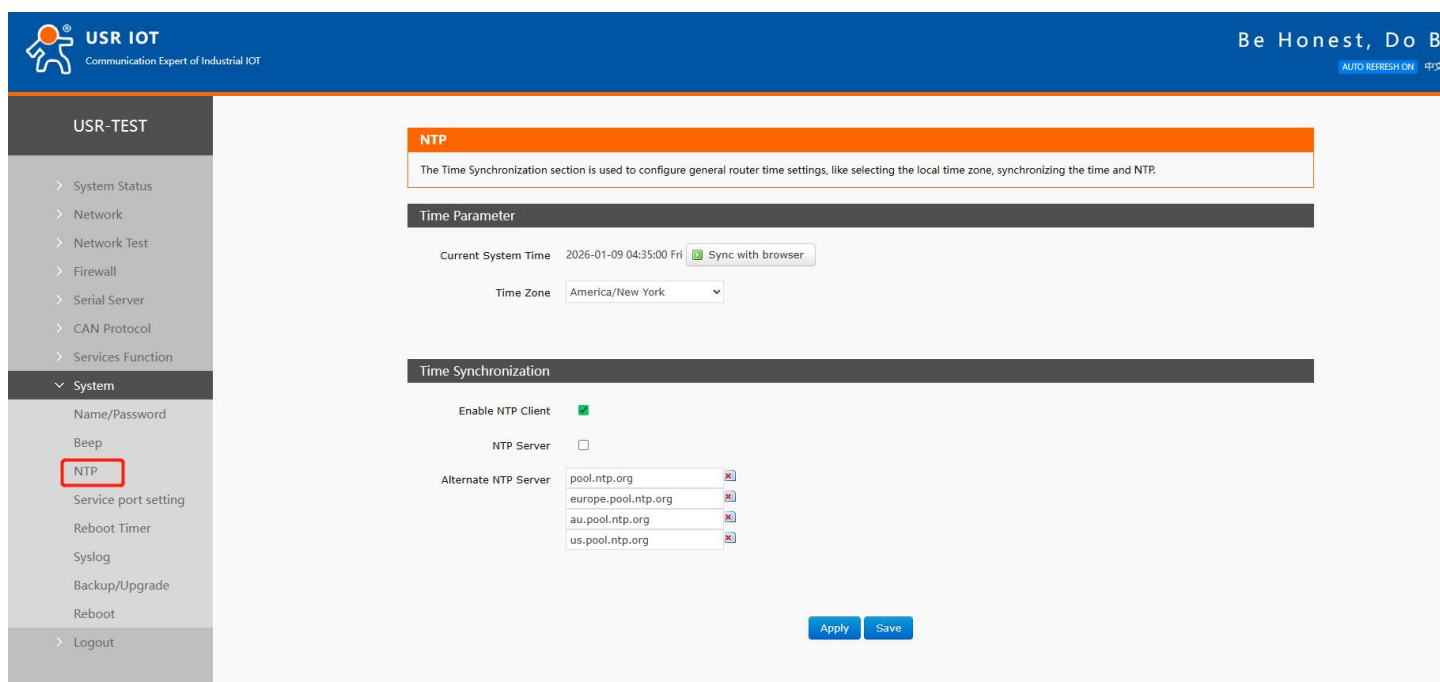 USR IOT
Communication Expert of Industrial IOT
Be Honest, Do B
AUTO REFRESH ON 中文
USR-TEST
System Status
Network
Network Test
Firewall
Serial Server
CAN Protocol
Services Function
System
Name/Password
Beep
NTP
Service port setting
Reboot Timer
Syslog
Backup/Upgrade
Reboot
Logout
NTP
The Time Synchronization section is used to configure general router time settings, like selecting the local time zone, synchronizing the time and NTP.
Time Parameter
Current System Time 2026-01-09 04:35:00 Fri Sync with browser
Time Zone America/New York
Time Synchronization
Enable NTP Client
NTP Server
Alternate NTP Server pool.ntp.org
europe.pool.ntp.org
au.pool.ntp.org
us.pool.ntp.org
Apply Save